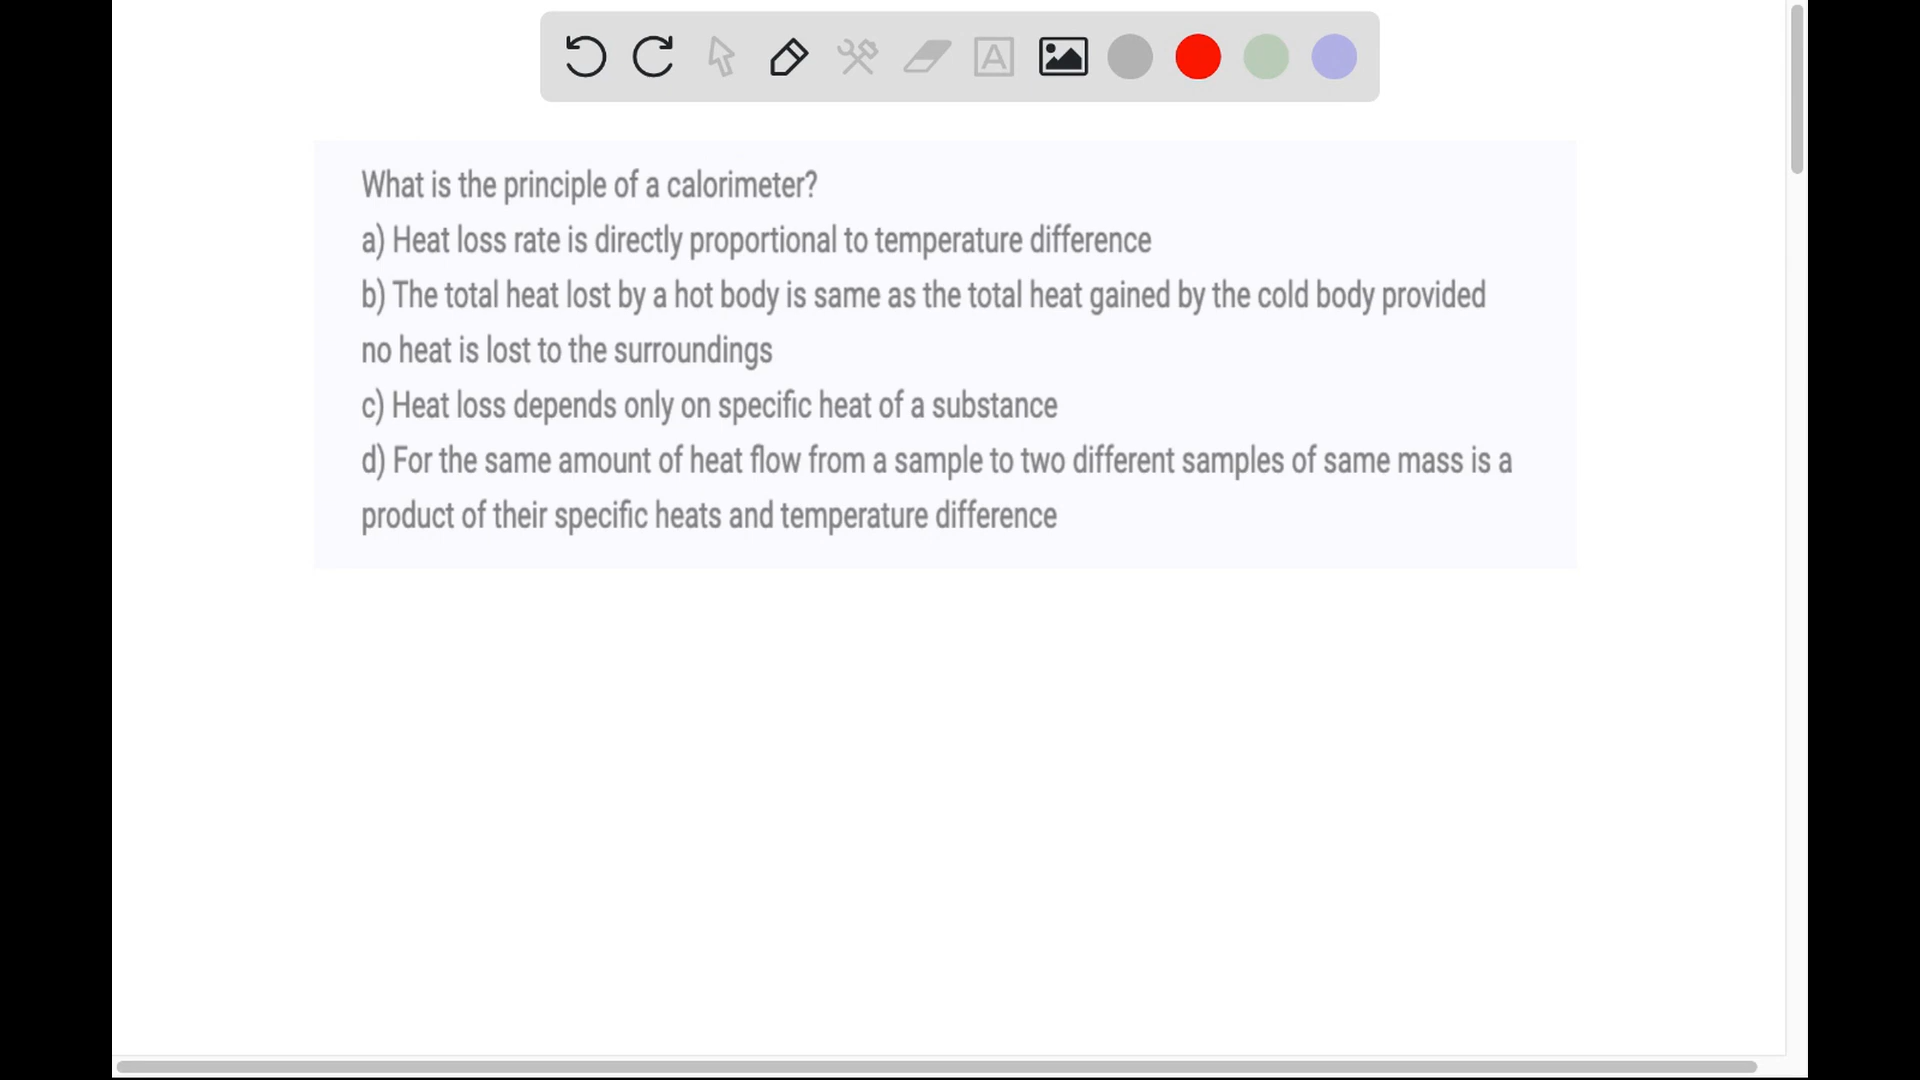 A
What is the principle of a calorimeter?
a) Heat loss rate is directly proportional to temperature difference
b) The total heat lost by a hot body is same as the total heat gained by the cold body provided
no heat is lost to the surroundings
c) Heat loss depends only on specific heat of a substance
d) For the same amount of heat flow from a sample to two different samples of same mass is a
product of their specific heats and temperature difference